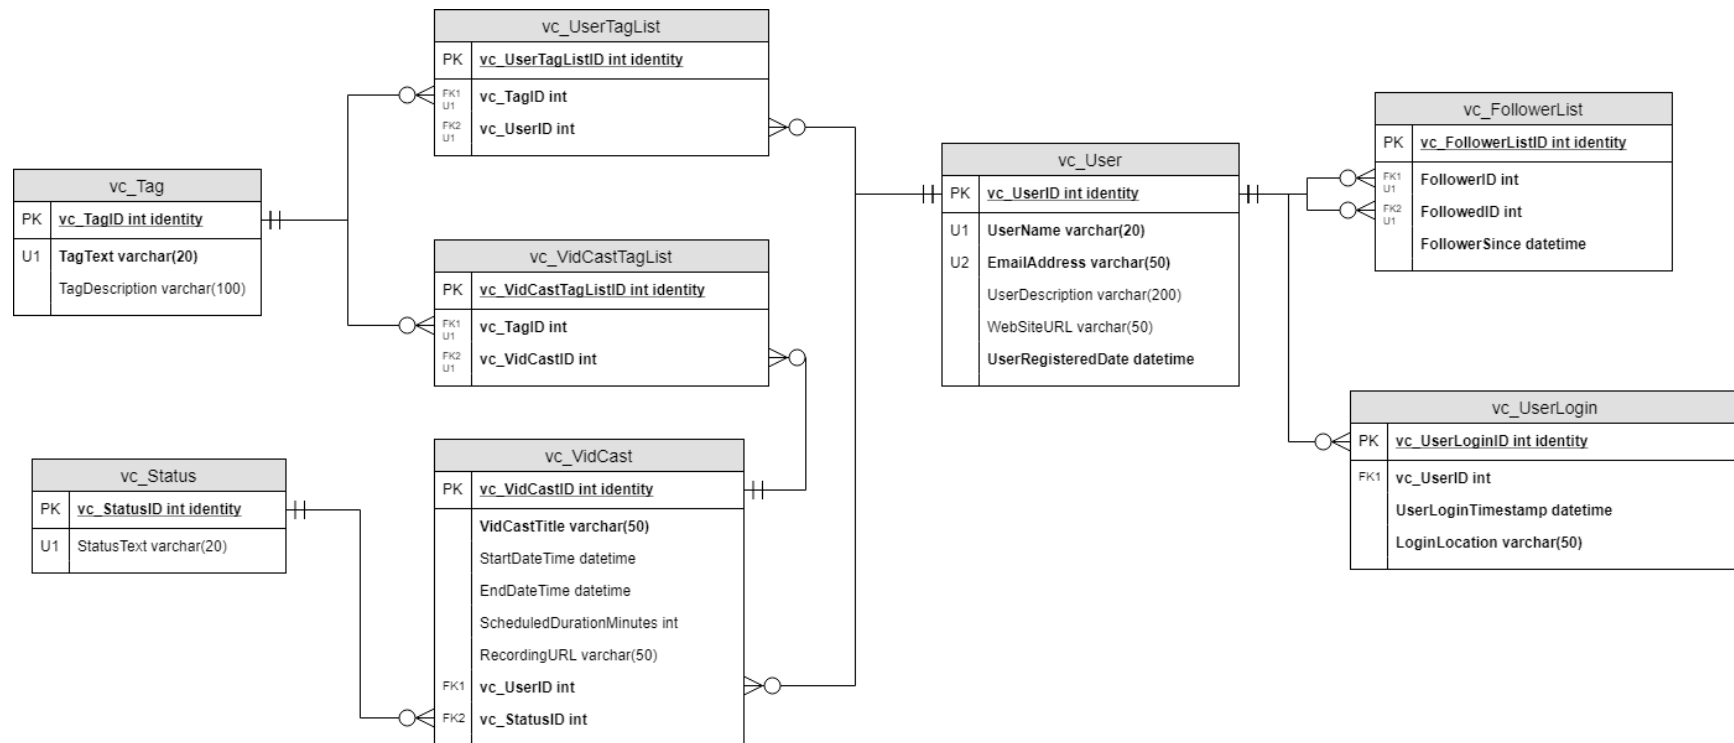 vc_UserTagList
PK vc_UserTagListID int identity
FK1 U1 vc_TagID int
FK2 U1 vc_UserID int
vc_Tag
PK vc_TagID int identity
U1 TagText varchar(20)
TagDescription varchar(100)
vc_VidCastTagList
PK vc_VidCastTagListID int identity
FK1 U1 vc_TagID int
FK2 U1 vc_VidCastID int
vc_Status
PK vc_StatusID int identity
U1 StatusText varchar(20)
vc_VidCast
PK vc_VidCastID int identity
VidCastTitle varchar(50)
StartDateTime datetime
EndDateTime datetime
ScheduledDurationMinutes int
RecordingURL varchar(50)
FK1 vc_UserID int
FK2 vc_StatusID int
vc_User
PK vc_UserID int identity
U1 UserName varchar(20)
U2 EmailAddress varchar(50)
UserDescription varchar(200)
WebSiteURL varchar(50)
UserRegisteredDate datetime
vc_FollowerList
PK vc_FollowerListID int identity
FK1 U1 FollowerID int
FK2 U1 FollowedID int
FollowerSince datetime
vc_UserLogin
PK vc_UserLoginID int identity
FK1 vc_UserID int
UserLoginTimestamp datetime
LoginLocation varchar(50)